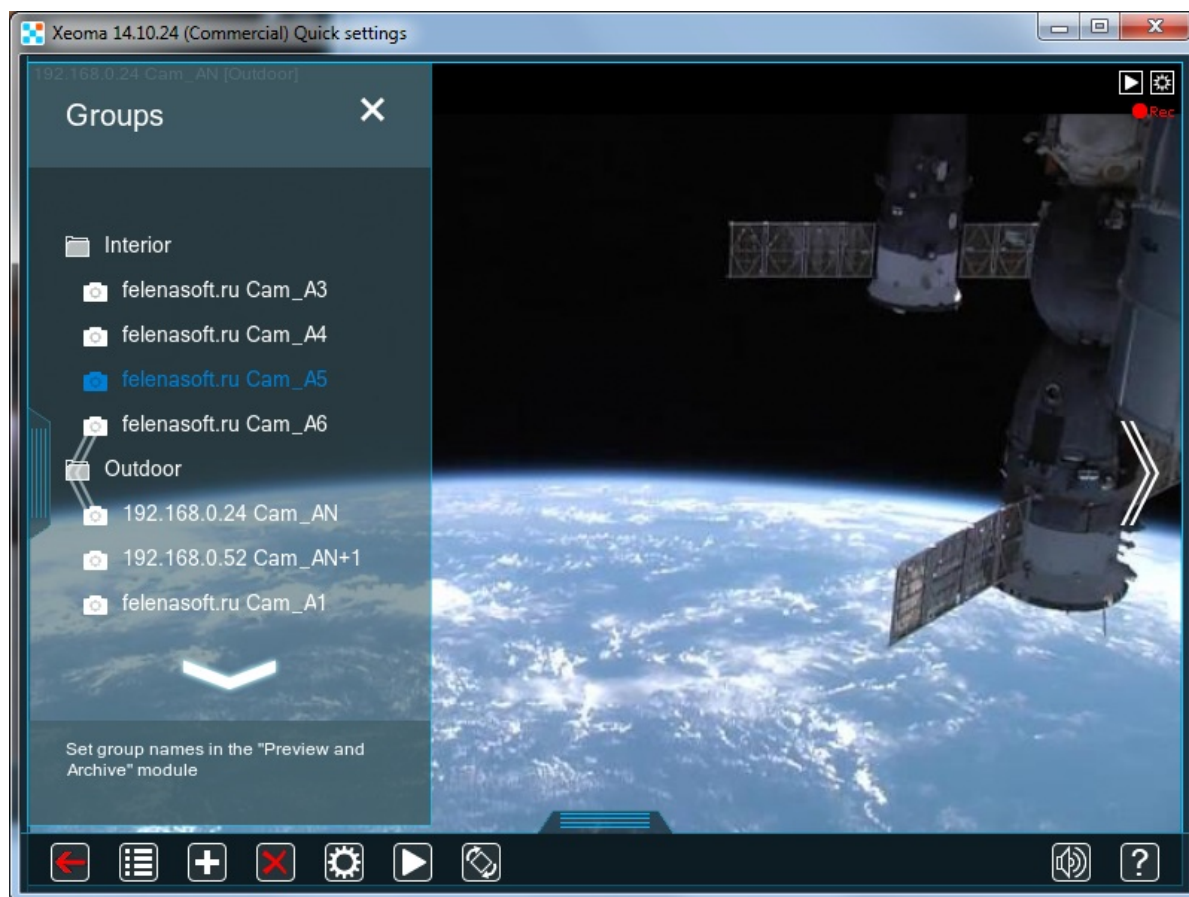 Xeoma 14.10.24 (Commercial) Quick settings
192.168.0.24 Cam_AN [Outdoor]
Groups
Rec
Interior
felenasoft.ru Cam_A3
felenasoft.ru Cam_A4
felenasoft.ru Cam_A5
felenasoft.ru Cam_A6
Outdoor
192.168.0.24 Cam_AN
192.168.0.52 Cam_AN+1
felenasoft.ru Cam_A1
Set group names in the "Preview and
Archive" module
?